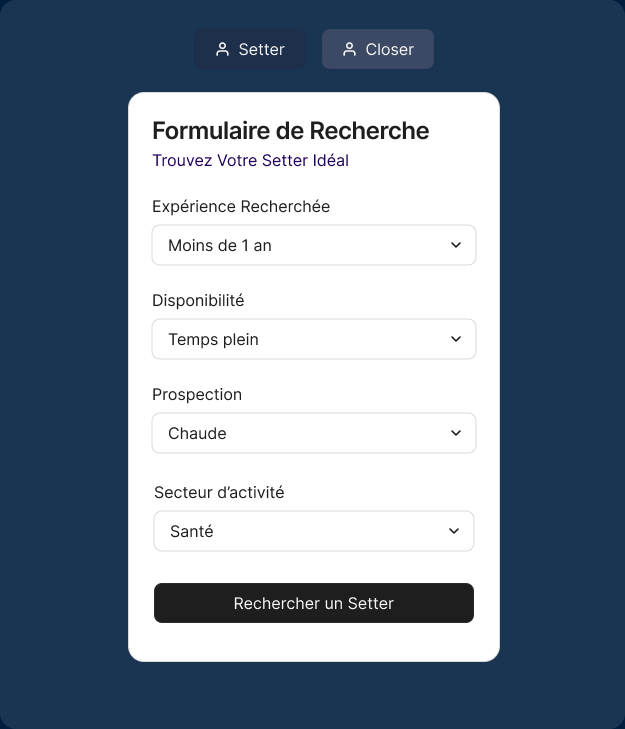 Setter
Closer
Formulaire de Recherche
Trouvez Votre Setter Idéal
Expérience Recherchée
Moins de 1 an
Disponibilité
Temps plein
Prospection
Chaude
Secteur d’activité
Santé
Rechercher un Setter